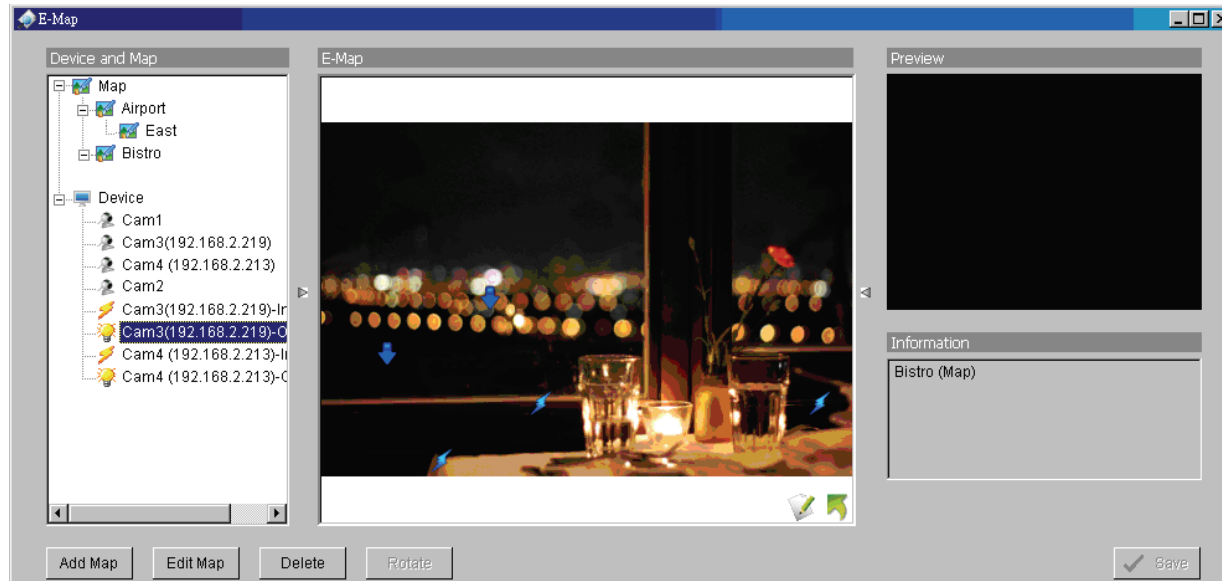 E-Map
Device and Map
Map
Airport
East
Bistro
Device
Cam1
Cam3(192.168.2.219)
Cam4 (192.168.2.213)
Cam2
Cam3(192.168.2.219)-Ir
Cam3(192.168.2.219)-O
Cam4 (192.168.2.213)-Ir
Cam4 (192.168.2.213)-C
E-Map
Preview
Information
Bistro (Map)
Add Map
Edit Map
Delete
Rotate
Save